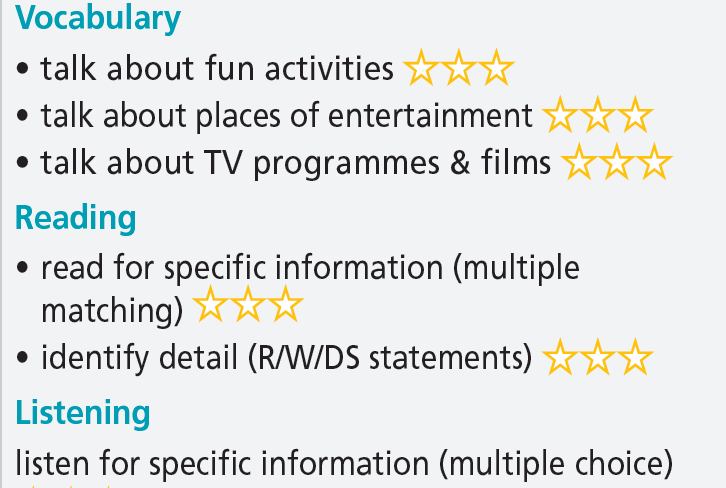 Vocabulary
• talk about fun activities ☆☆☆
• talk about places of entertainment ☆☆☆
• talk about TV programmes & films ☆☆☆
Reading
• read for specific information (multiple
matching) ☆☆☆
• identify detail (R/W/DS statements) ☆☆☆
Listening
listen for specific information (multiple choice)